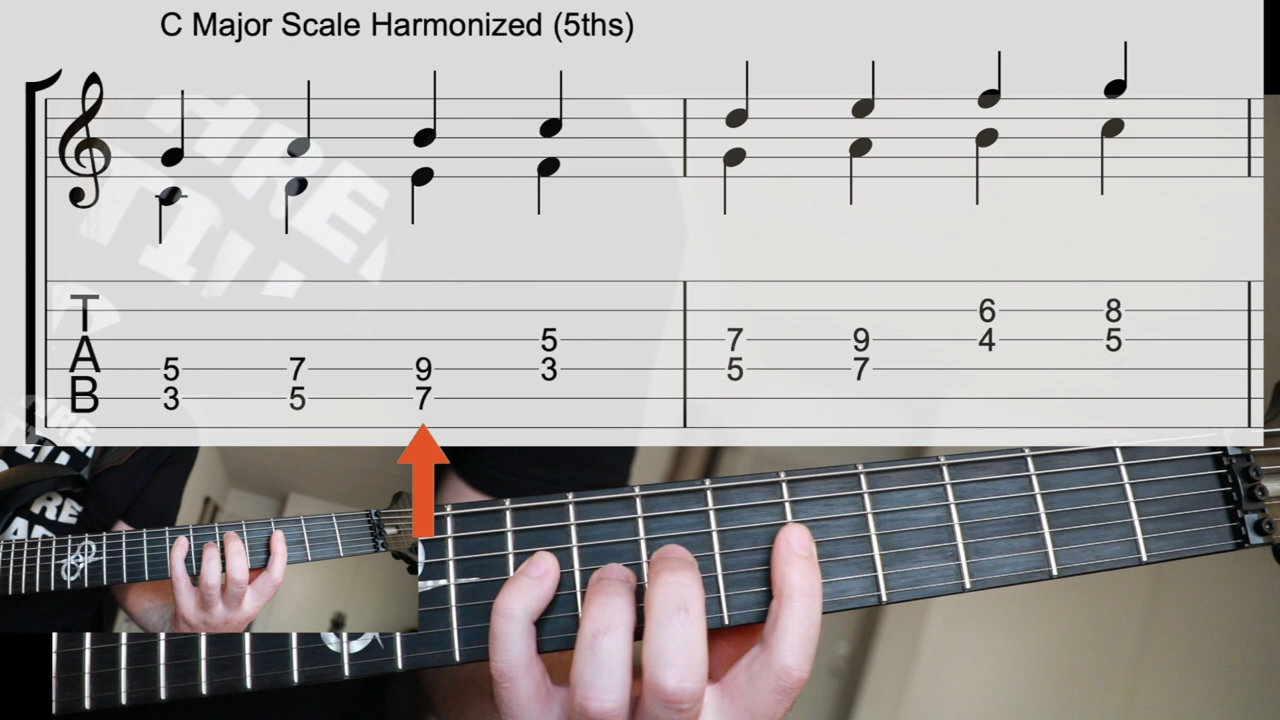 C Major Scale Harmonized (5ths)
T
A
B
6 8
5 7 9 4 5
5 7 9 3 5 7
3 5 7